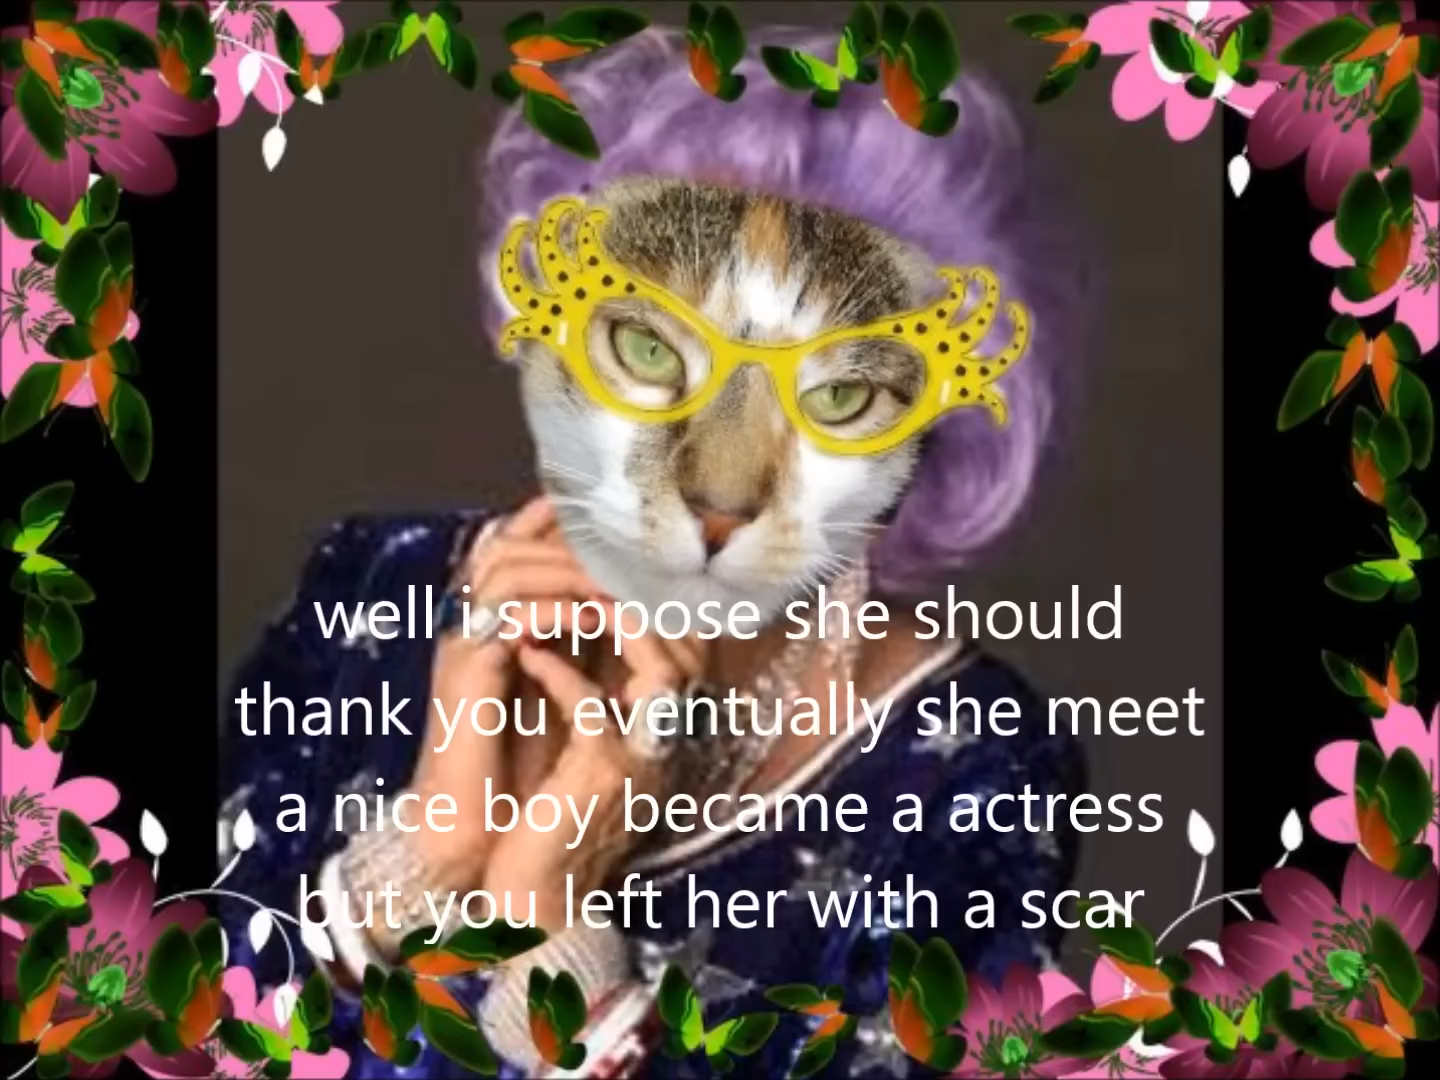 well i suppose she should
thank you eventually she meet
a nice boy became a actress
but you left her with a scar